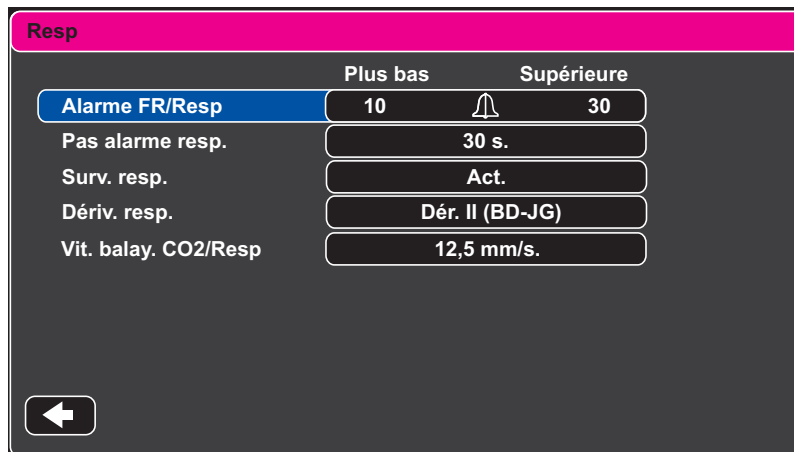 Resp
Plus bas Supérieure
Alarme FR/Resp 10 30
Pas alarme resp. 30 s.
Surv. resp. Act.
Dériv. resp. Dér. II (BD-JG)
Vit. balay. CO2/Resp 12,5 mm/s.